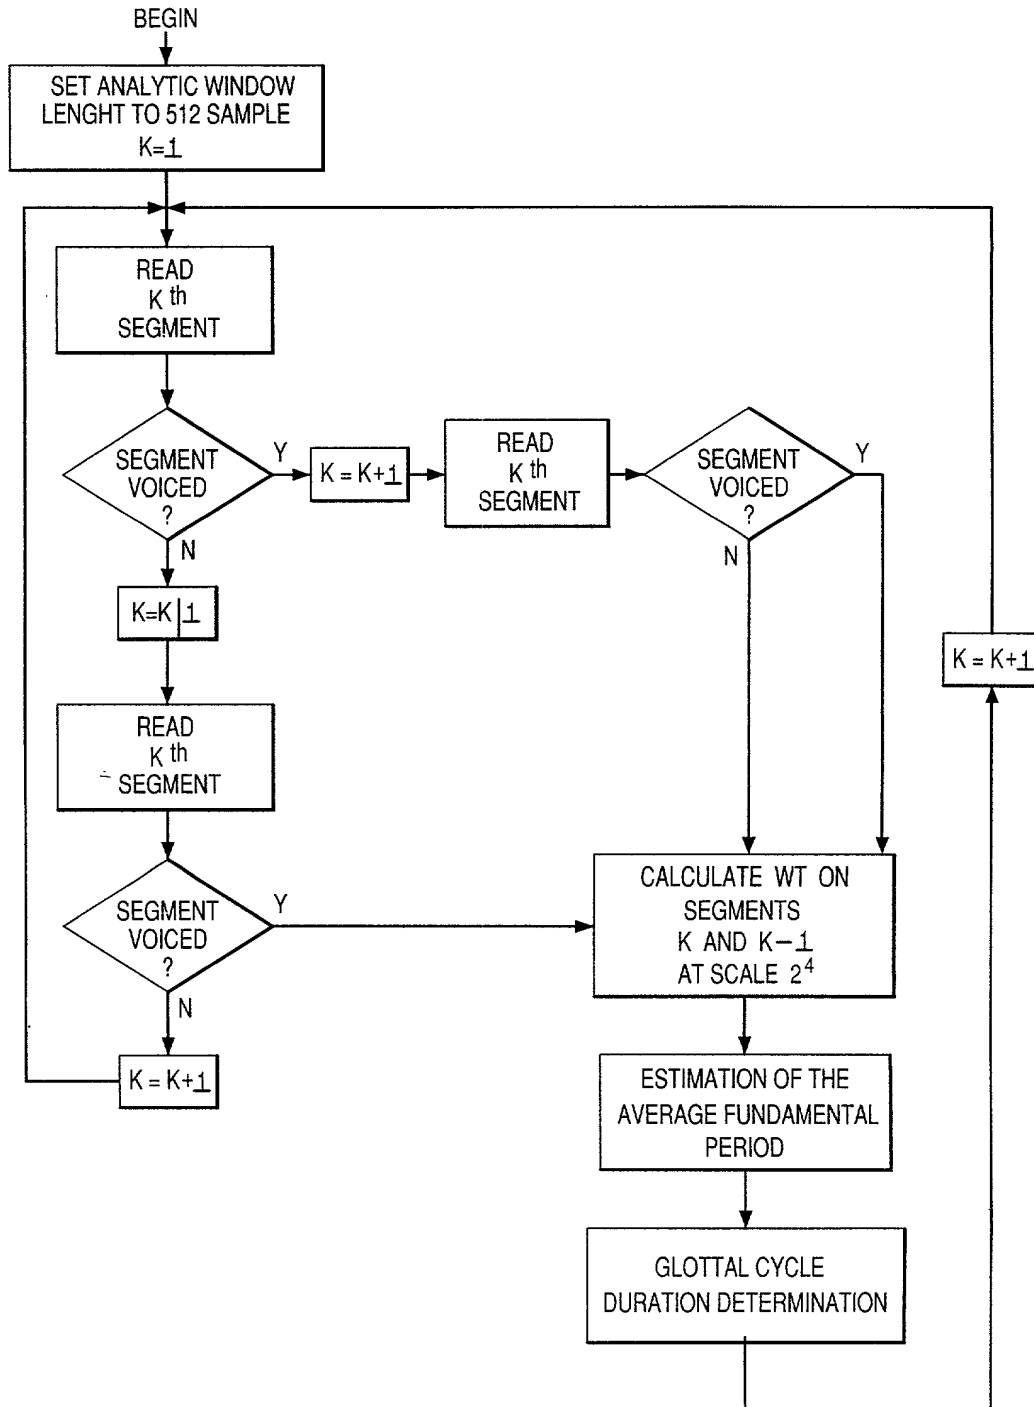 BEGIN
SET ANALYTIC WINDOW
LENGHT TO 512 SAMPLE
K=1
READ
K th
SEGMENT
SEGMENT
VOICED
?
Y
N
K = K+1
READ
K th
SEGMENT
SEGMENT
VOICED
?
Y
N
K=K|1
K = K+1
READ
K th
SEGMENT
SEGMENT
VOICED
?
Y
N
K = K+1
CALCULATE WT ON
SEGMENTS
K AND K-1
AT SCALE 2⁴
ESTIMATION OF THE
AVERAGE FUNDAMENTAL
PERIOD
GLOTTAL CYCLE
DURATION DETERMINATION